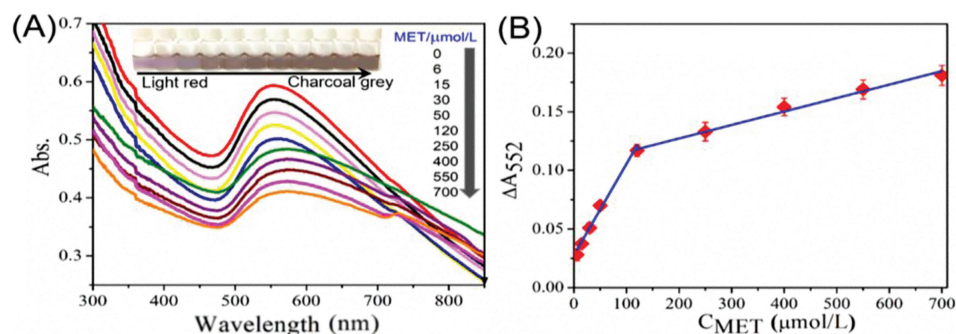 (A)
MET/μmol/L
0
6
15
30
50
120
250
400
550
700
Light red
Charcoal grey
0.7
0.6
0.5
0.4
0.3
Abs.
300 400 500 600 700 800
Wavelength (nm)
(B)
0.20
0.15
0.10
0.05
0.00
ΔA552
0 100 200 300 400 500 600 700
CMET (μmol/L)